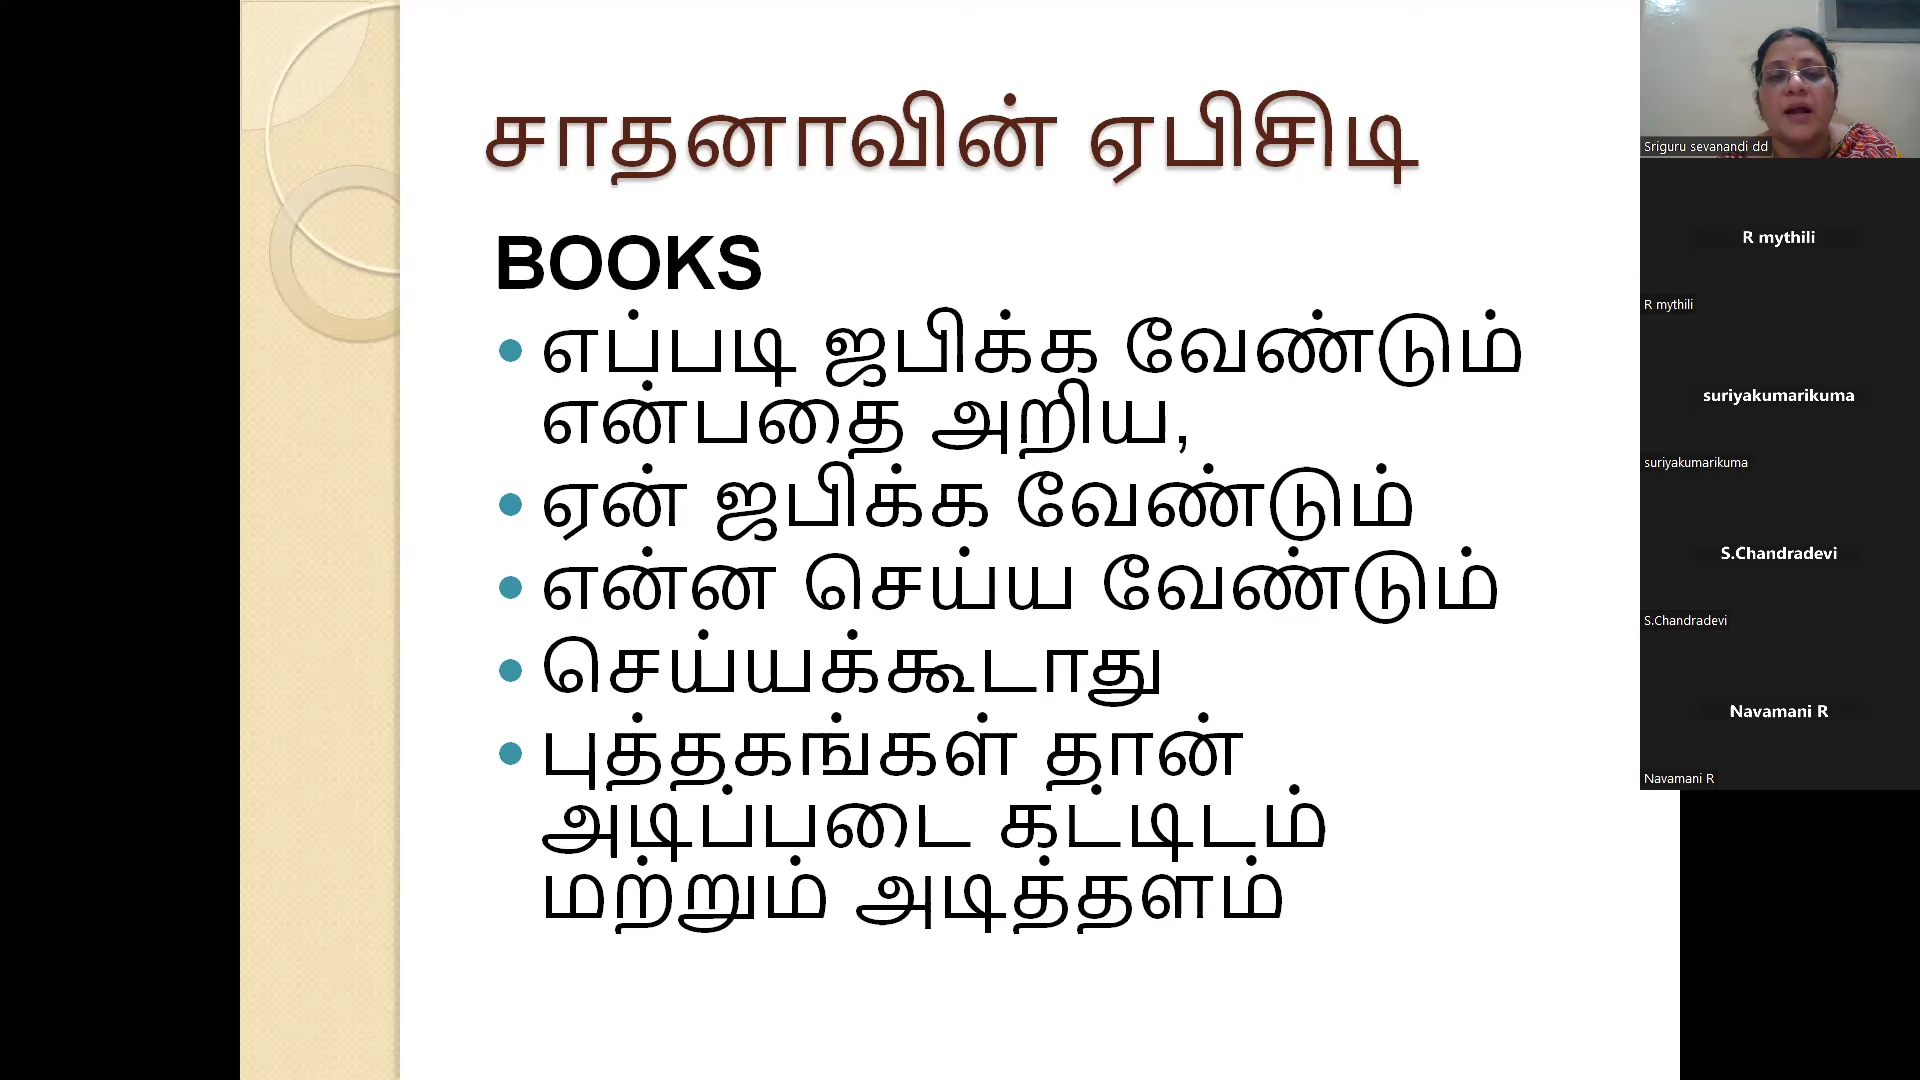 சாதனாவின் ஏபிசிடி
BOOKS
• எப்படி ஜபிக்க வேண்டும்
என்பதை அறிய,
• ஏன் ஜபிக்க வேண்டும்
• என்ன செய்ய வேண்டும்
• செய்யக்கூடாது
• புத்தகங்கள் தான்
அடிப்படை கட்டிடம்
மற்றும் அடித்தளம்
Sriguru sevanandi dd
R mythili
R mythili
suriyakumarikuma
suriyakumarikuma
S.Chandradevi
S.Chandradevi
Navamani R
Navamani R